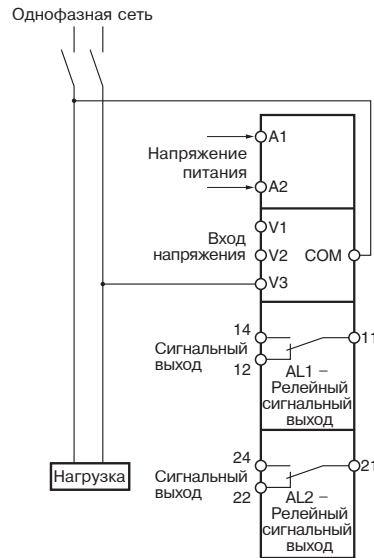 Однофазная сеть
A1
Напряжение
питания
A2
V1
Вход
напряжения
V2
COM
V3
14
11
Сигнальный
выход
12
AL1 –
Релейный
сигнальный
выход
24
21
Сигнальный
выход
22
AL2 –
Релейный
сигнальный
выход
Нагрузка